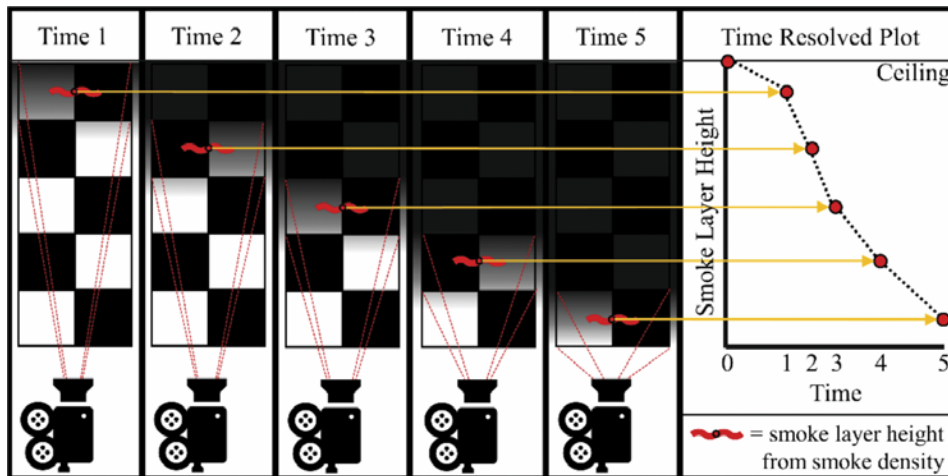 Time 1
Time 2
Time 3
Time 4
Time 5
Time Resolved Plot
Ceiling
Smoke Layer Height
0 1 2 3 4 5
Time
= smoke layer height
from smoke density